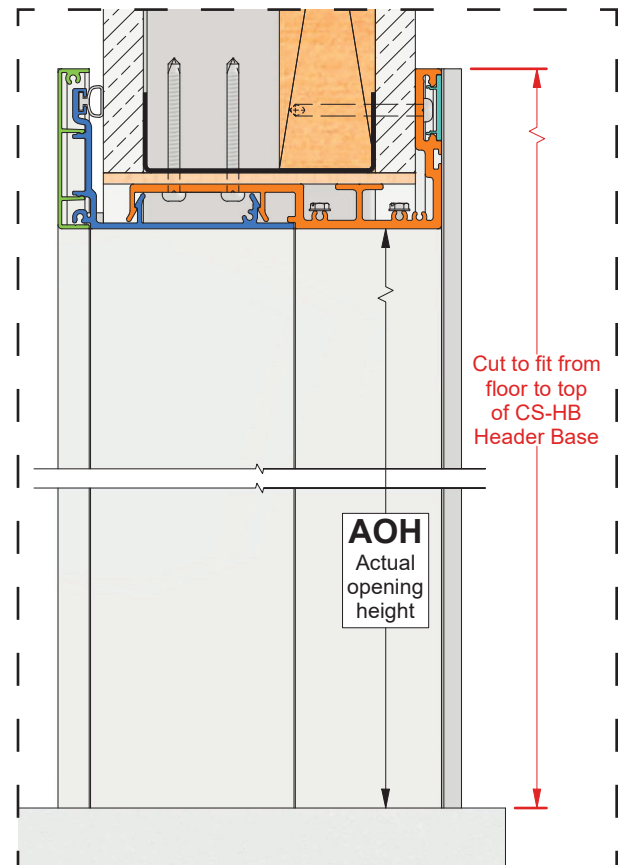 Cut to fit from
floor to top
of CS-HB
Header Base
AOH
Actual
opening
height